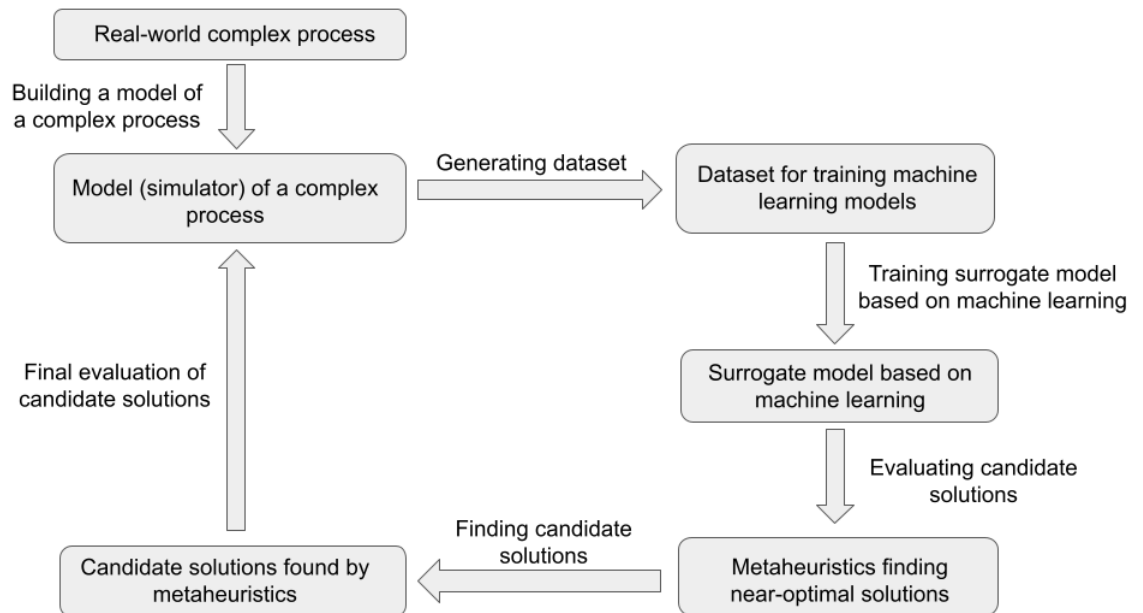 Real-world complex process
Building a model of
a complex process
Model (simulator) of a complex
process
Generating dataset
Dataset for training machine
learning models
Training surrogate model
based on machine learning
Surrogate model based on
machine learning
Evaluating candidate
solutions
Metaheuristics finding
near-optimal solutions
Finding candidate
solutions
Candidate solutions found by
metaheuristics
Final evaluation of
candidate solutions